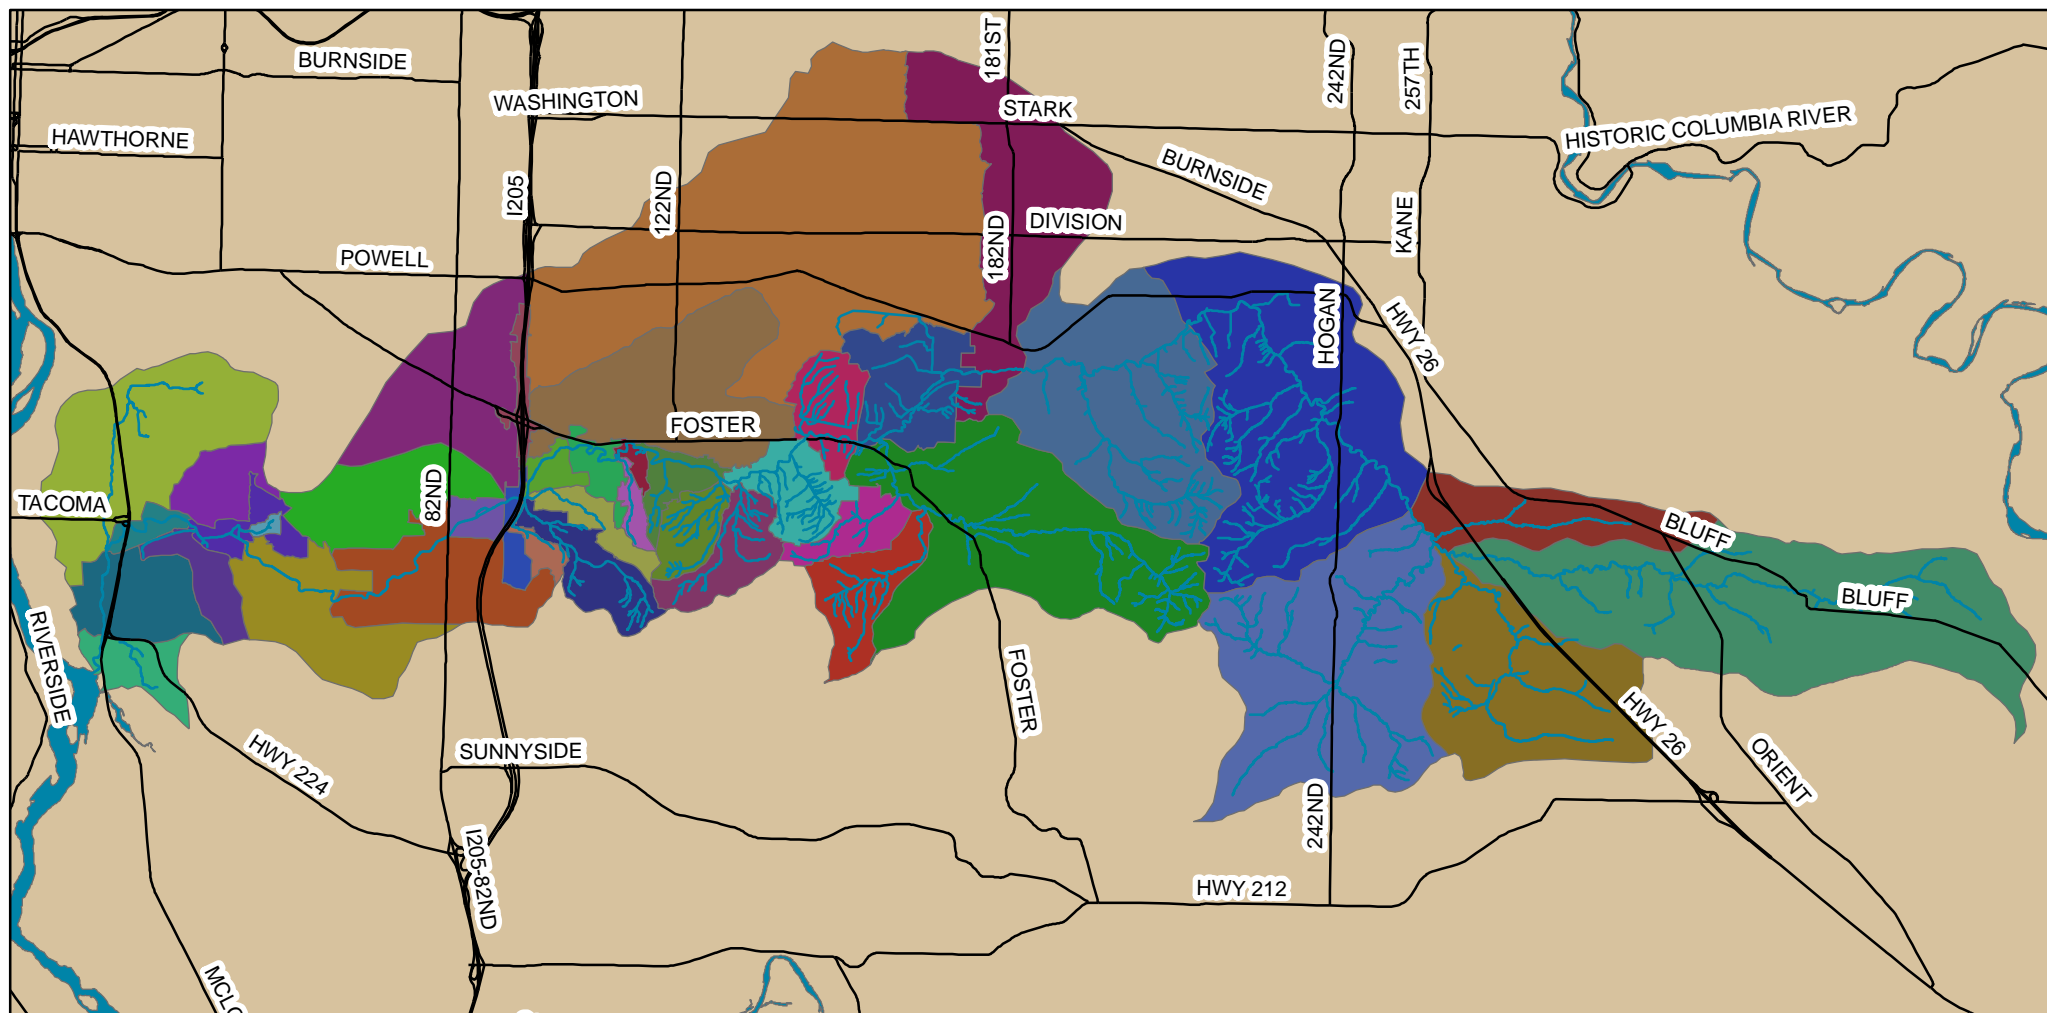 181ST
242ND
257TH
BURNSIDE
WASHINGTON
STARK
HAWTHORNE
HISTORIC COLUMBIA RIVER
BURNSIDE
I205
122ND
KANE
DIVISION
182ND
POWELL
HOGAN
HWY 26
FOSTER
82ND
TACOMA
BLUFF
BLUFF
RIVERSIDE
FOSTER
HWY 26
HWY 224
SUNNYSIDE
ORIENT
242ND
I205-82ND
HWY 212